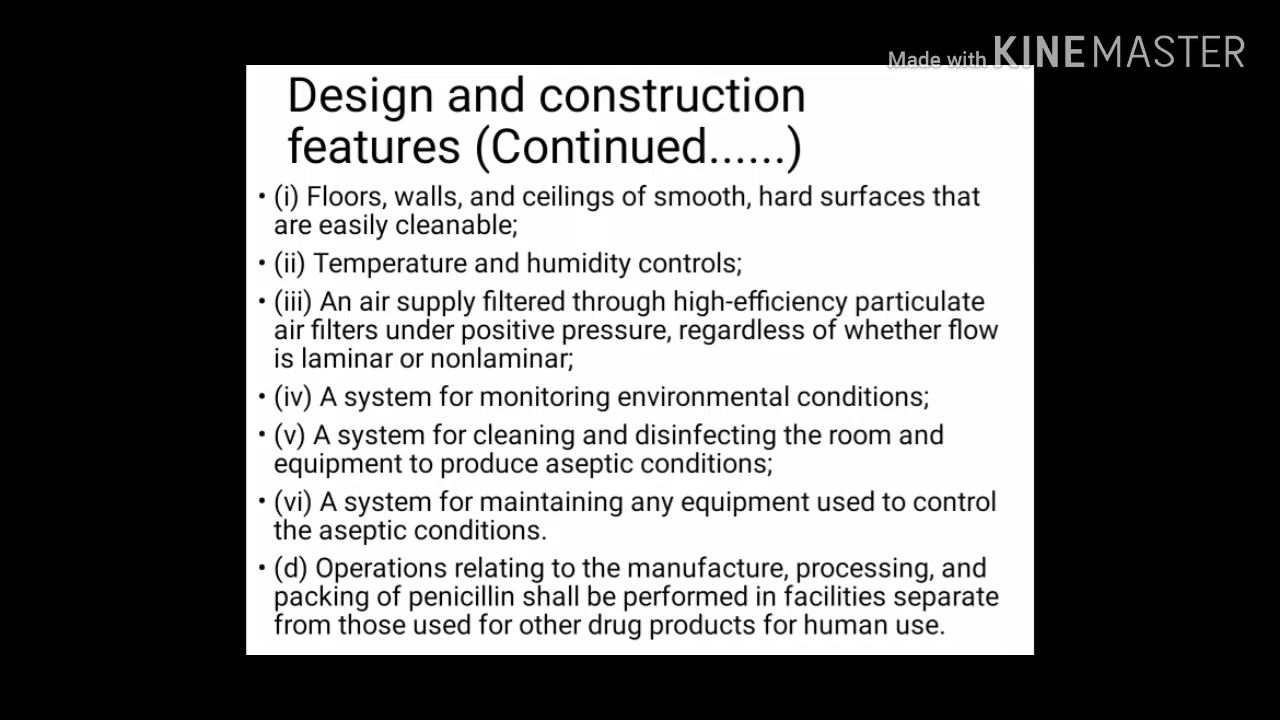 Made with KINEMASTER
Design and construction
features (Continued......)
• (i) Floors, walls, and ceilings of smooth, hard surfaces that
are easily cleanable;
• (ii) Temperature and humidity controls;
• (iii) An air supply filtered through high-efficiency particulate
air filters under positive pressure, regardless of whether flow
is laminar or nonlaminar;
• (iv) A system for monitoring environmental conditions;
• (v) A system for cleaning and disinfecting the room and
equipment to produce aseptic conditions;
• (vi) A system for maintaining any equipment used to control
the aseptic conditions.
• (d) Operations relating to the manufacture, processing, and
packing of penicillin shall be performed in facilities separate
from those used for other drug products for human use.